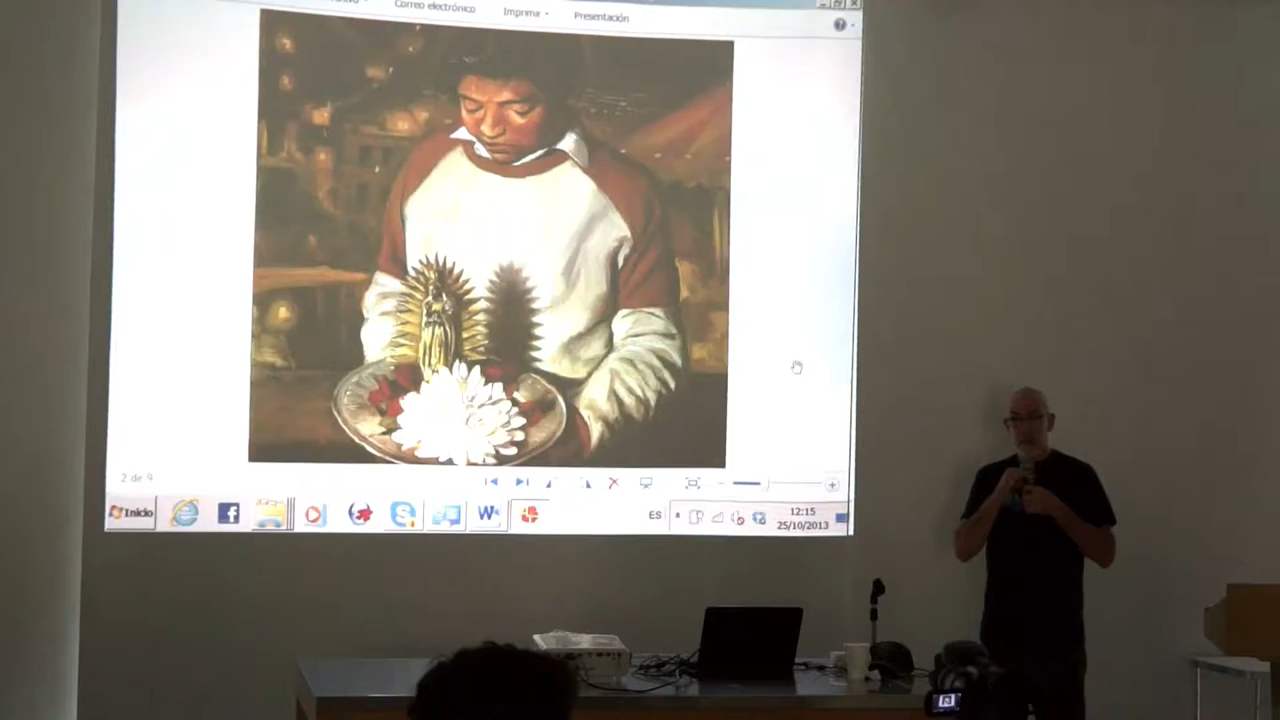 Correo electrónico
Imprimir
Presentación
2 de 9
Inicio
ES
12:15
25/10/2013